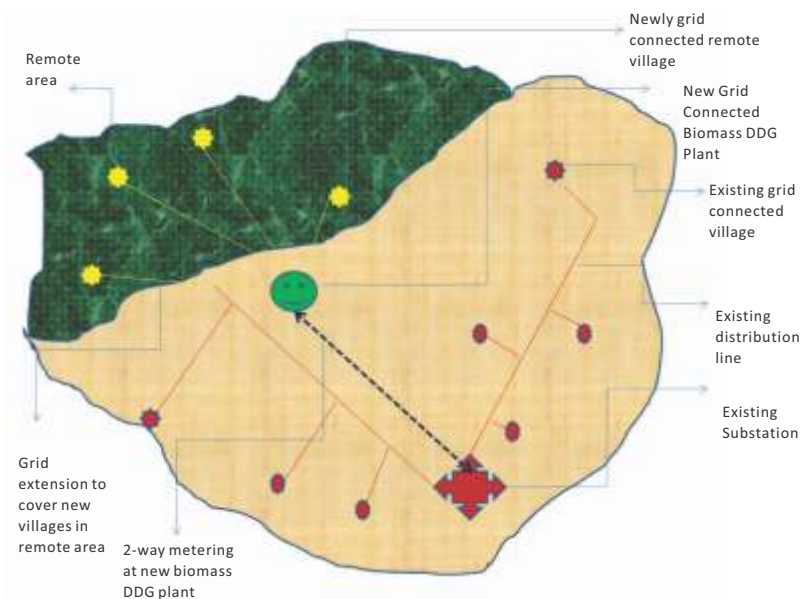 Newly grid
connected remote
village
Remote
area
New Grid
Connected
Biomass DDG
Plant
Existing grid
connected
village
Existing
distribution
line
Existing
Substation
Grid
extension to
cover new
villages in
remote area
2-way metering
at new biomass
DDG plant